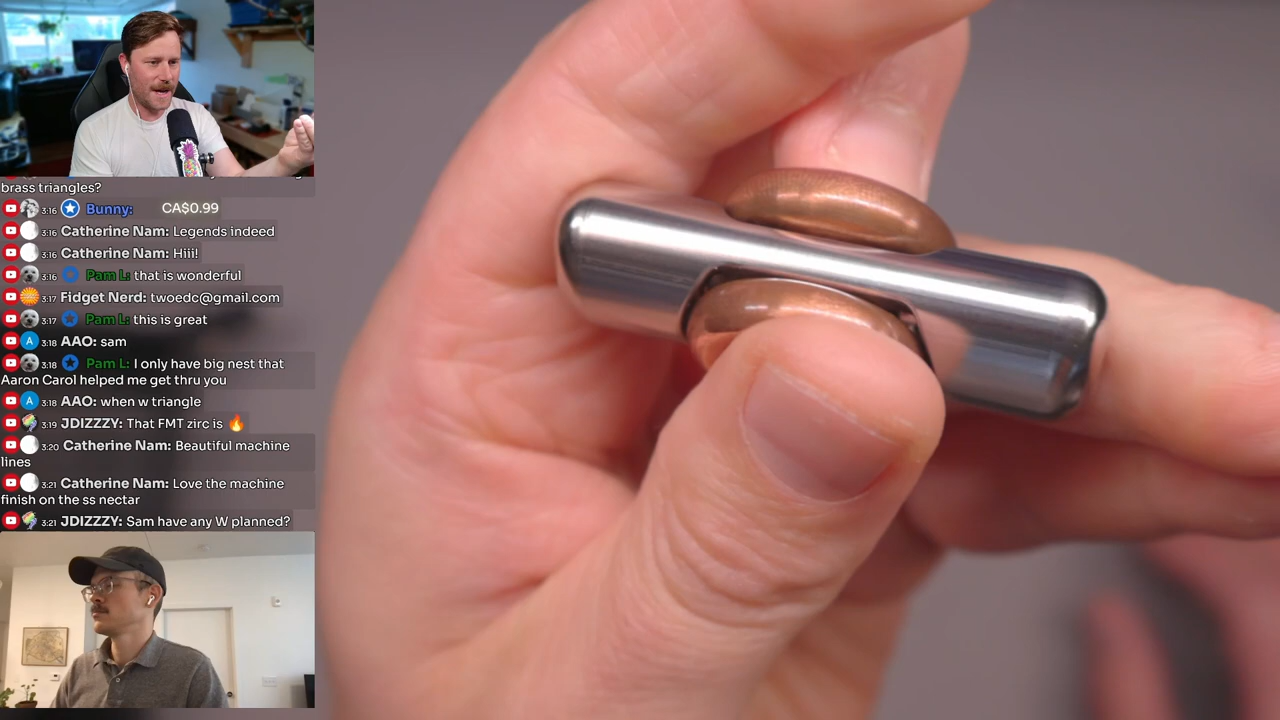 brass triangles?
3:16 Bunny: CA$0.99
3:16 Catherine Nam: Legends indeed
3:16 Catherine Nam: Hiii!
3:16 Pam L: that is wonderful
3:17 Fidget Nerd: twoedc@gmail.com
3:17 Pam L: this is great
3:18 A AAO: sam
3:18 Pam L: I only have big nest that
Aaron Carol helped me get thru you
3:18 A AAO: when w triangle
3:19 JDIZZZY: That FMT zirc is 🔥
3:20 Catherine Nam: Beautiful machine
lines
3:21 Catherine Nam: Love the machine
finish on the ss nectar
3:21 JDIZZZY: Sam have any W planned?